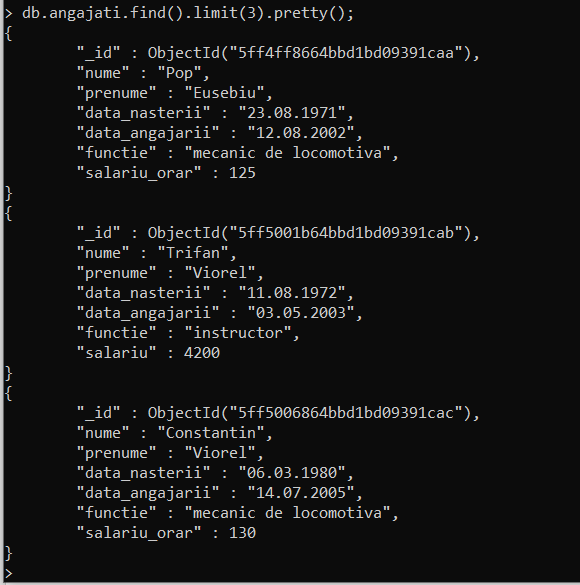 > db.angajati.find().limit(3).pretty();
{
        "_id" : ObjectId("5ff4ff8664bbd1bd09391caa"),
        "nume" : "Pop",
        "prenume" : "Eusebiu",
        "data_nasterii" : "23.08.1971",
        "data_angajarii" : "12.08.2002",
        "functie" : "mecanic de locomotiva",
        "salariu_orar" : 125
}
{
        "_id" : ObjectId("5ff5001b64bbd1bd09391cab"),
        "nume" : "Trifan",
        "prenume" : "Viorel",
        "data_nasterii" : "11.08.1972",
        "data_angajarii" : "03.05.2003",
        "functie" : "instructor",
        "salariu" : 4200
}
{
        "_id" : ObjectId("5ff5006864bbd1bd09391cac"),
        "nume" : "Constantin",
        "prenume" : "Viorel",
        "data_nasterii" : "06.03.1980",
        "data_angajarii" : "14.07.2005",
        "functie" : "mecanic de locomotiva",
        "salariu_orar" : 130
}
>